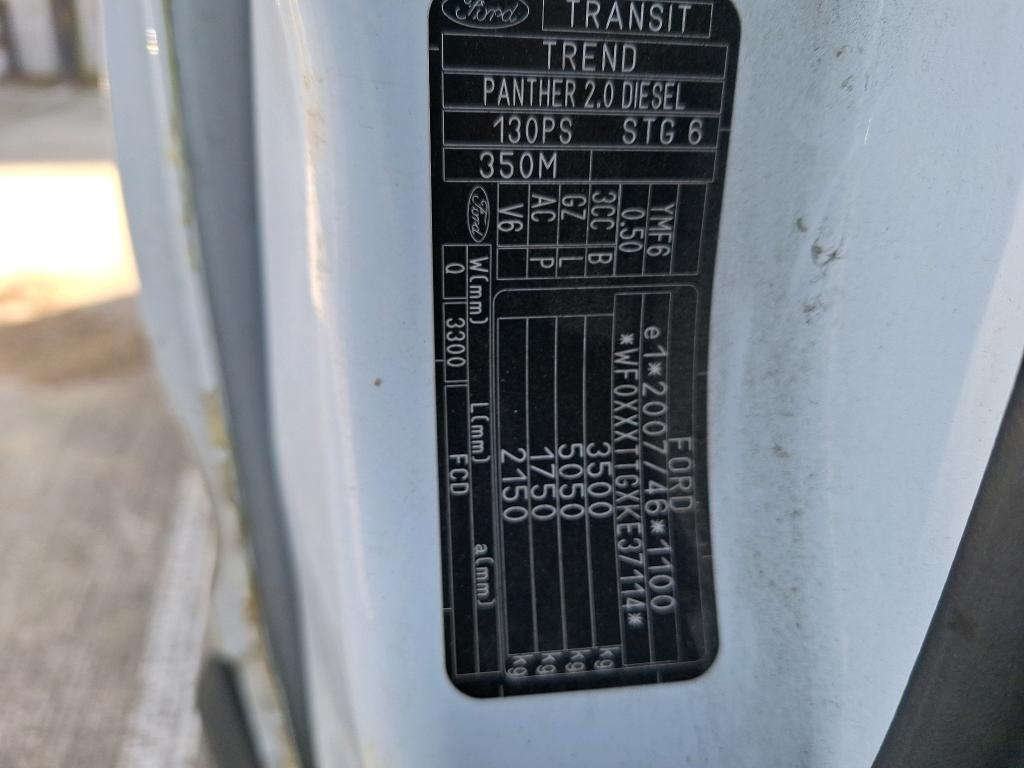 Ford TRANSIT
TREND
PANTHER 2.0 DIESEL
130PS STG 6
350M
YMF6
0.50
3CC B
GZ L
AC P
V6
Ford
FORD
e1*2007/46*1100
*WF0XXXTTGXKE37114*
3500 kg
5050 kg
1750 kg
2150 kg
W(mm) L(mm) a(mm)
Q 3300 FCD